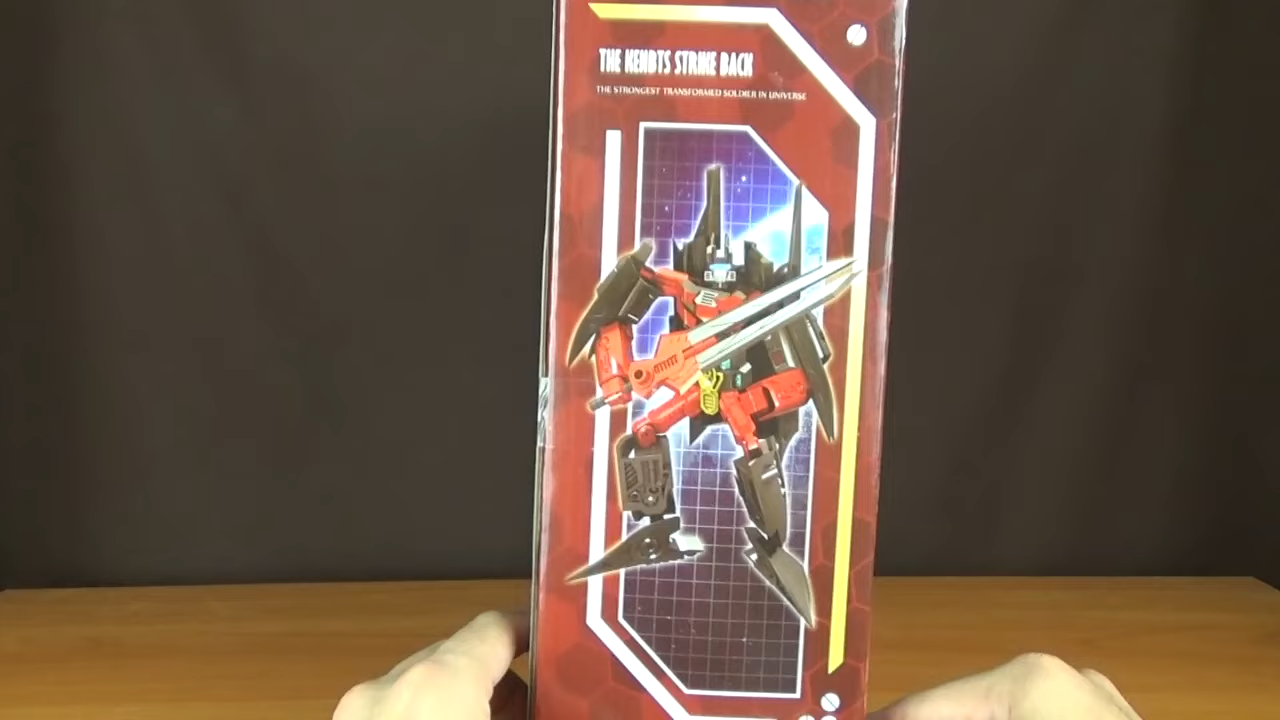 THE KENBTS STRIKE BACK
THE STRONGEST TRANSFORMED SOLDIER IN UNIVERSE